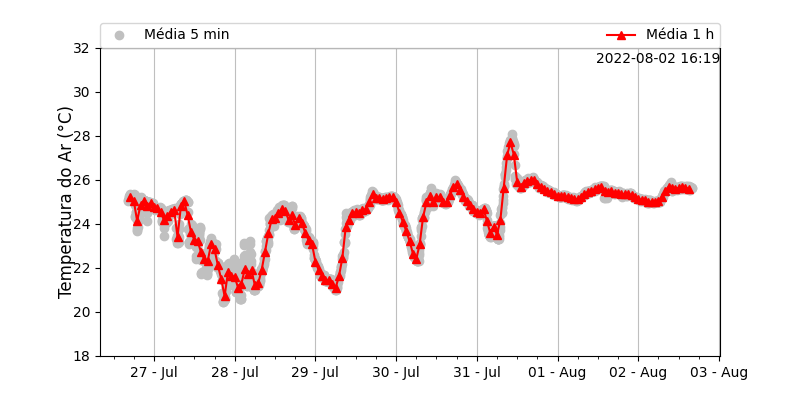 Média 5 min
Média 1 h
2022-08-02 16:19
Temperatura do Ar (°C)
32
30
28
26
24
22
20
18
27 - Jul
28 - Jul
29 - Jul
30 - Jul
31 - Jul
01 - Aug
02 - Aug
03 - Aug